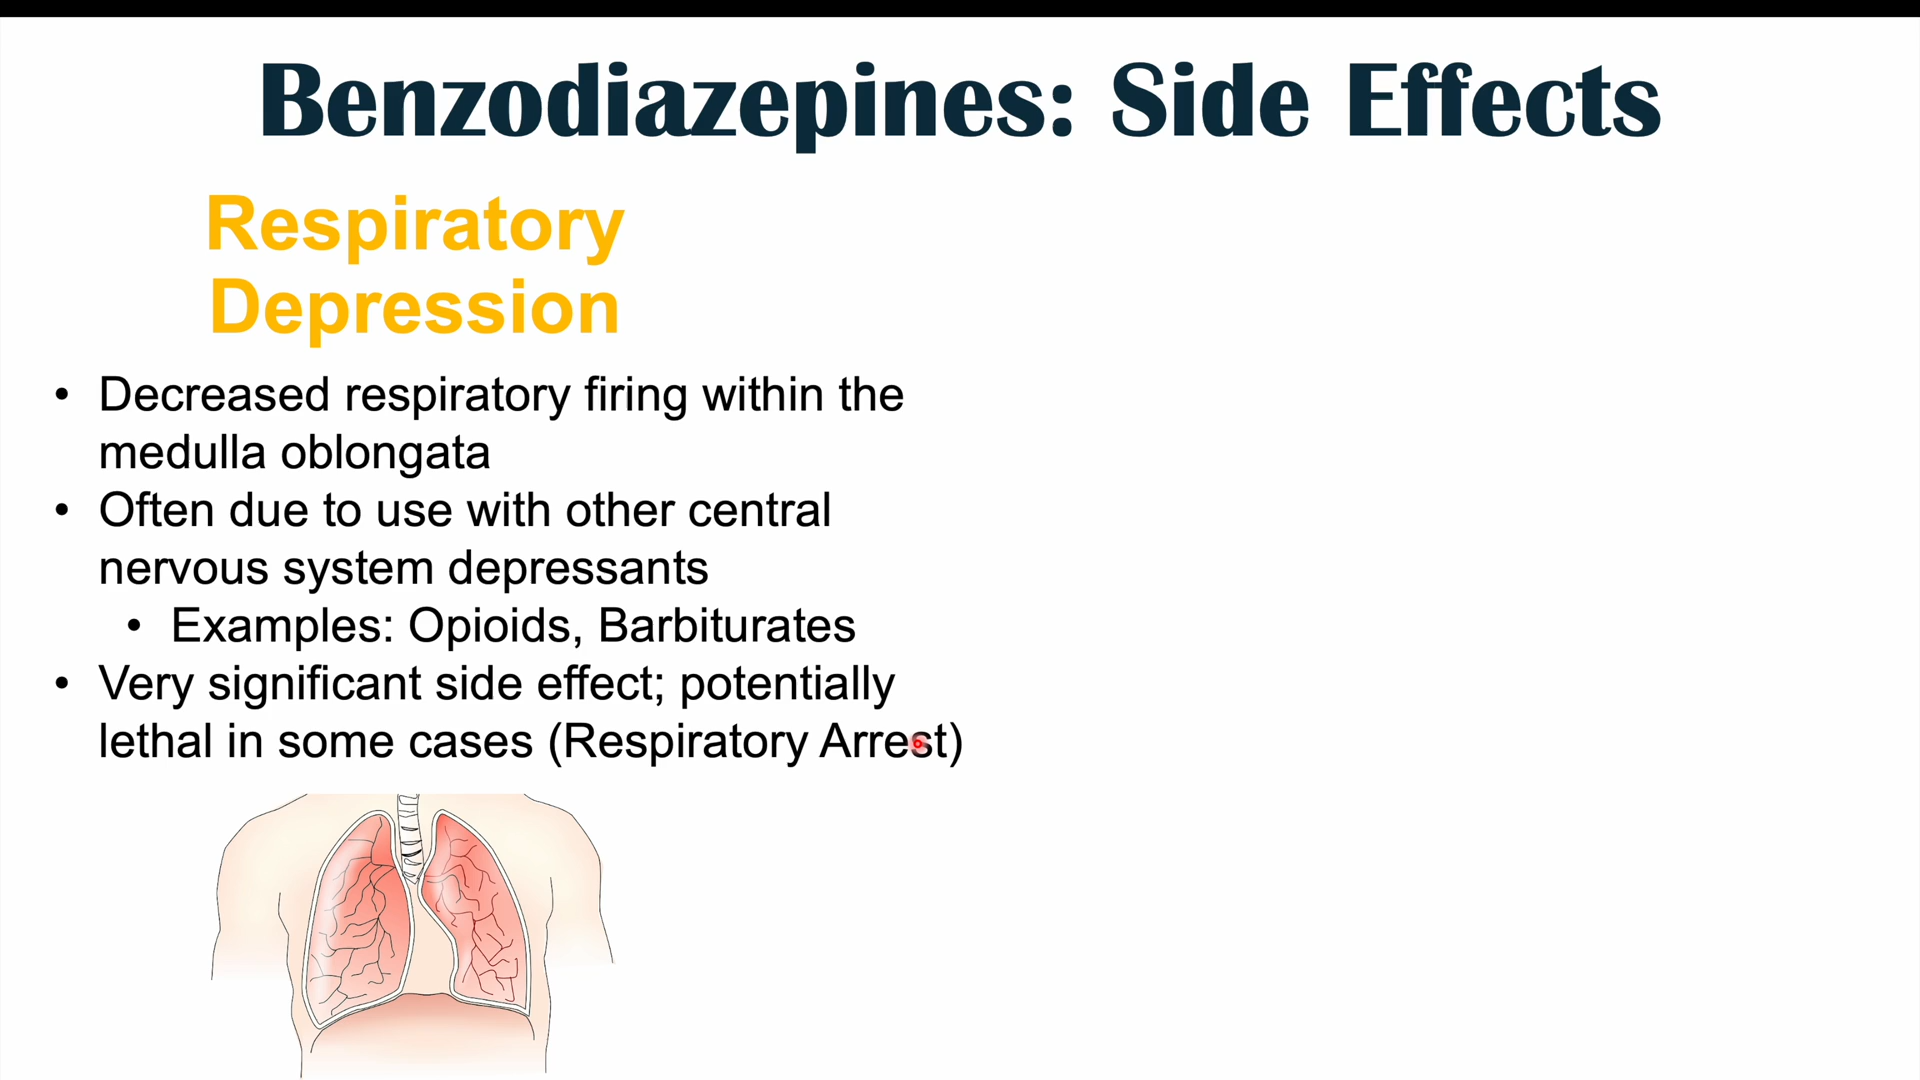 Benzodiazepines: Side Effects
Respiratory
Depression
• Decreased respiratory firing within the
medulla oblongata
• Often due to use with other central
nervous system depressants
• Examples: Opioids, Barbiturates
• Very significant side effect; potentially
lethal in some cases (Respiratory Arrest)